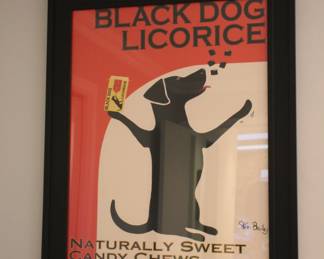 BLACK DOG
LICORICE
NATURALLY SWEET
CANDY CHEWS